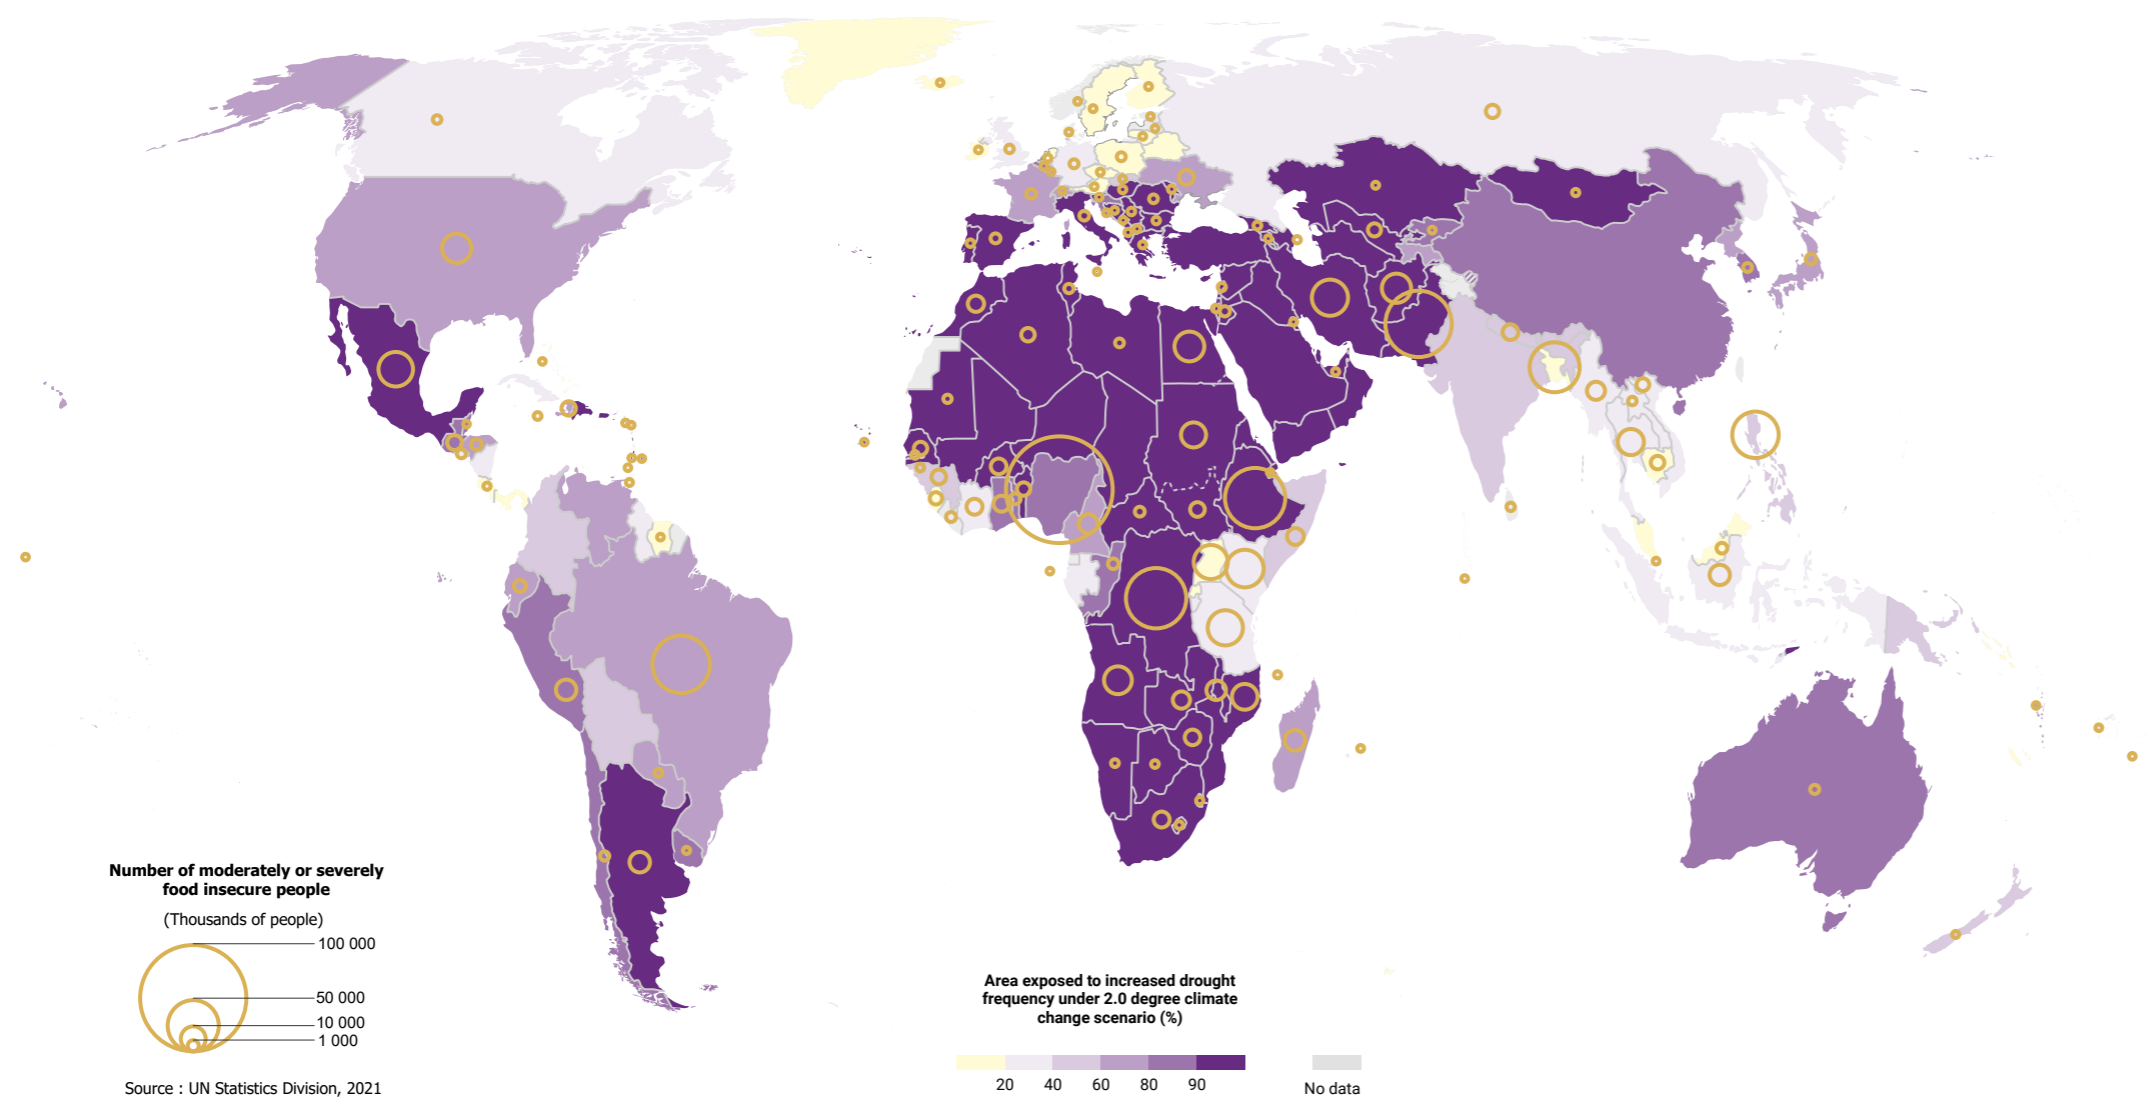 Number of moderately or severely
food insecure people
(Thousands of people)
100 000
50 000
10 000
1 000
Source : UN Statistics Division, 2021
Area exposed to increased drought
frequency under 2.0 degree climate
change scenario (%)
20 40 60 80 90
No data